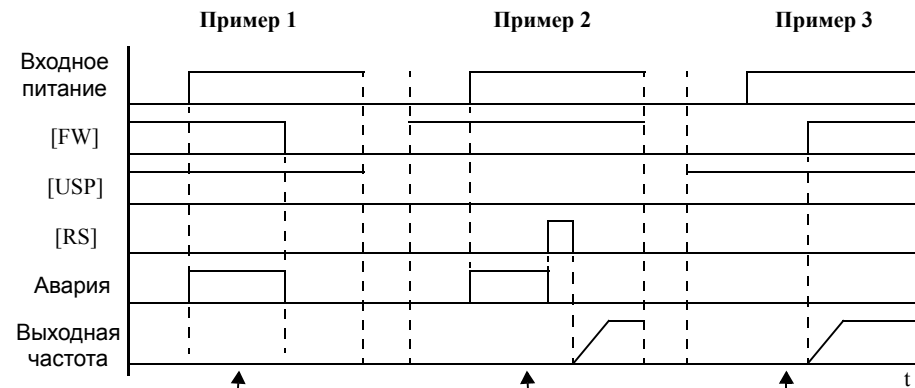 Пример 1
Пример 2
Пример 3
Входное
питание
[FW]
[USP]
[RS]
Авария
Выходная
частота
t